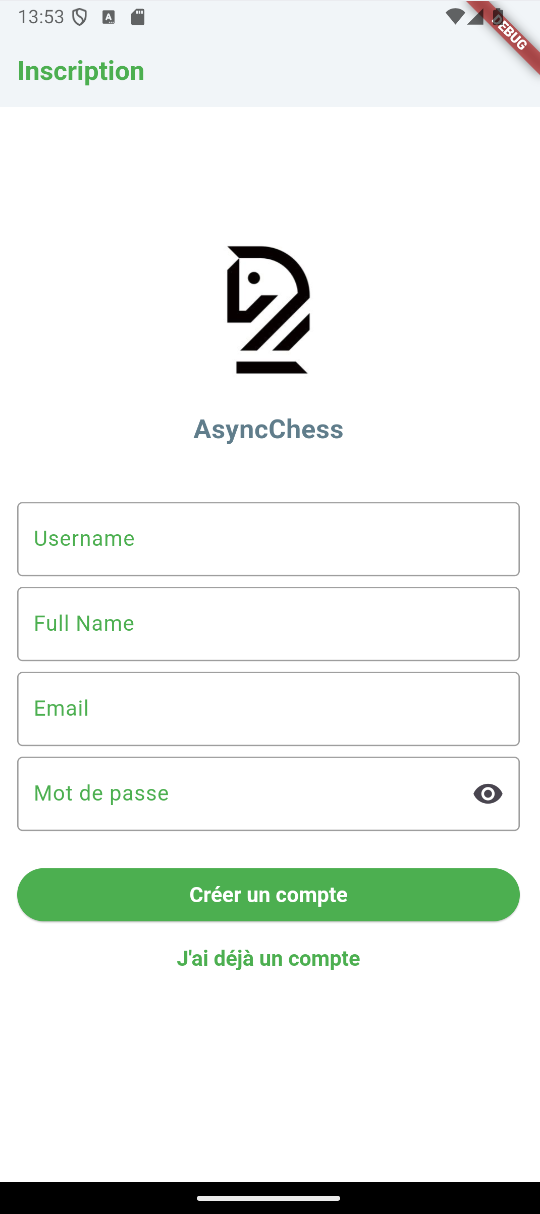 13:53
DEBUG
Inscription
AsyncChess
Username
Full Name
Email
Mot de passe
Créer un compte
J'ai déjà un compte